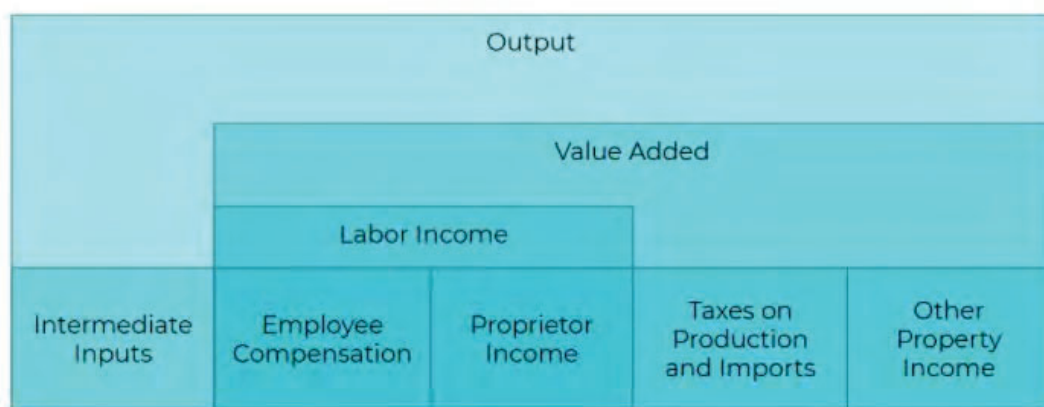 Output
Value Added
Labor Income
Intermediate
Inputs
Employee
Compensation
Proprietor
Income
Taxes on
Production
and Imports
Other
Property
Income